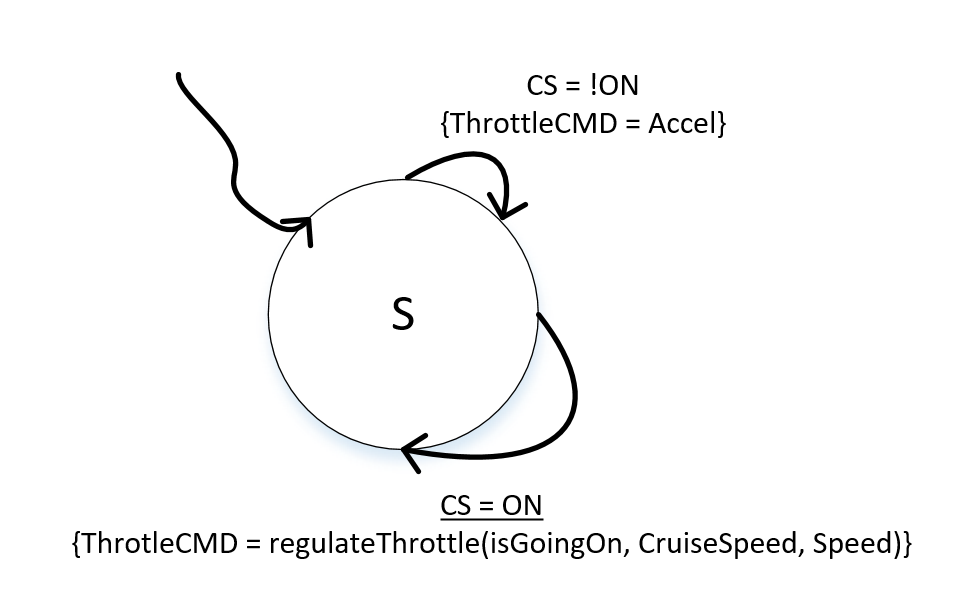 CS = !ON
{ThrottleCMD = Accel}
S
CS = ON
{ThrotleCMD = regulateThrottle(isGoingOn, CruiseSpeed, Speed)}